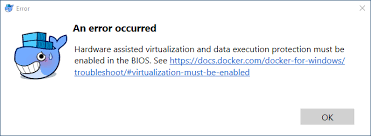 Error
An error occurred
Hardware assisted virtualization and data execution protection must be
enabled in the BIOS. See https://docs.docker.com/docker-for-windows/
troubleshoot/#virtualization-must-be-enabled
OK